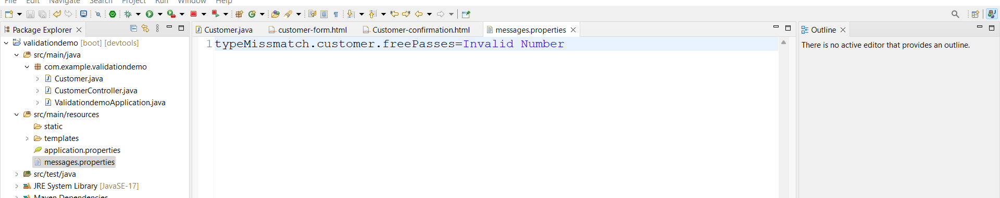 File Edit Navigate Search Project Run Window Help
Package Explorer
Customer.java customer-form.html Customer-confirmation.html messages.properties
Outline
validationdemo [boot] [devtools]
src/main/java
com.example.validationdemo
Customer.java
CustomerController.java
ValidationdemoApplication.java
src/main/resources
static
templates
application.properties
messages.properties
src/test/java
JRE System Library [JavaSE-17]
Maven Dependencies
1 typeMissmatch.customer.freePasses=Invalid Number
There is no active editor that provides an outline.